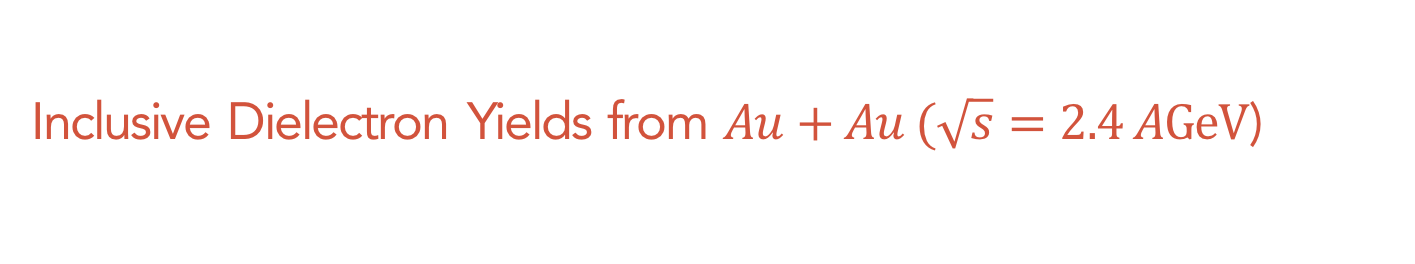 Inclusive Dielectron Yields from Au + Au (√s = 2.4 AGeV)